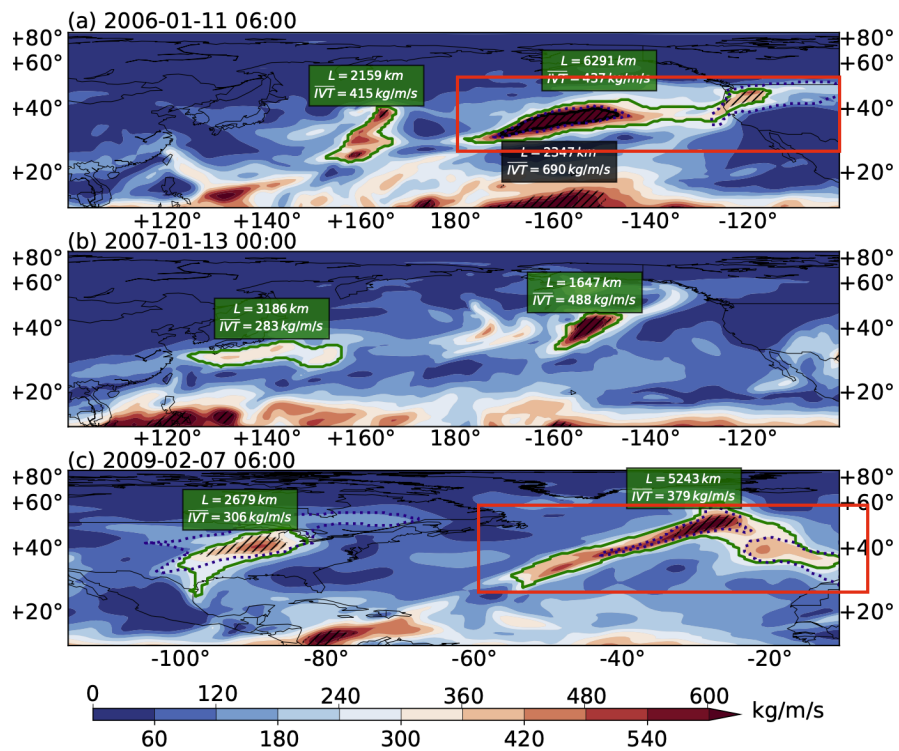 (a) 2006-01-11 06:00
+80° +80°
+60° +60°
+40° +40°
+20° +20°
L = 2159 km
IVT = 415 kg/m/s
L = 6291 km
IVT = 437 kg/m/s
L = 2347 km
IVT = 690 kg/m/s
+120 +140 +160 180 -160° -140° -120°
(b) 2007-01-13 00:00
+80° +80°
+60° +60°
+40° +40°
+20° +20°
L = 3186 km
IVT = 283 kg/m/s
L = 1647 km
IVT = 488 kg/m/s
+120 +140 +160 180 -160° -140° -120°
(c) 2009-02-07 06:00
+80° +80°
+60° +60°
+40° +40°
+20° +20°
L = 2679 km
IVT = 306 kg/m/s
L = 5243 km
IVT = 379 kg/m/s
-100° -80° -60° -40° -20°
0 120 240 360 480 600 kg/m/s
60 180 300 420 540